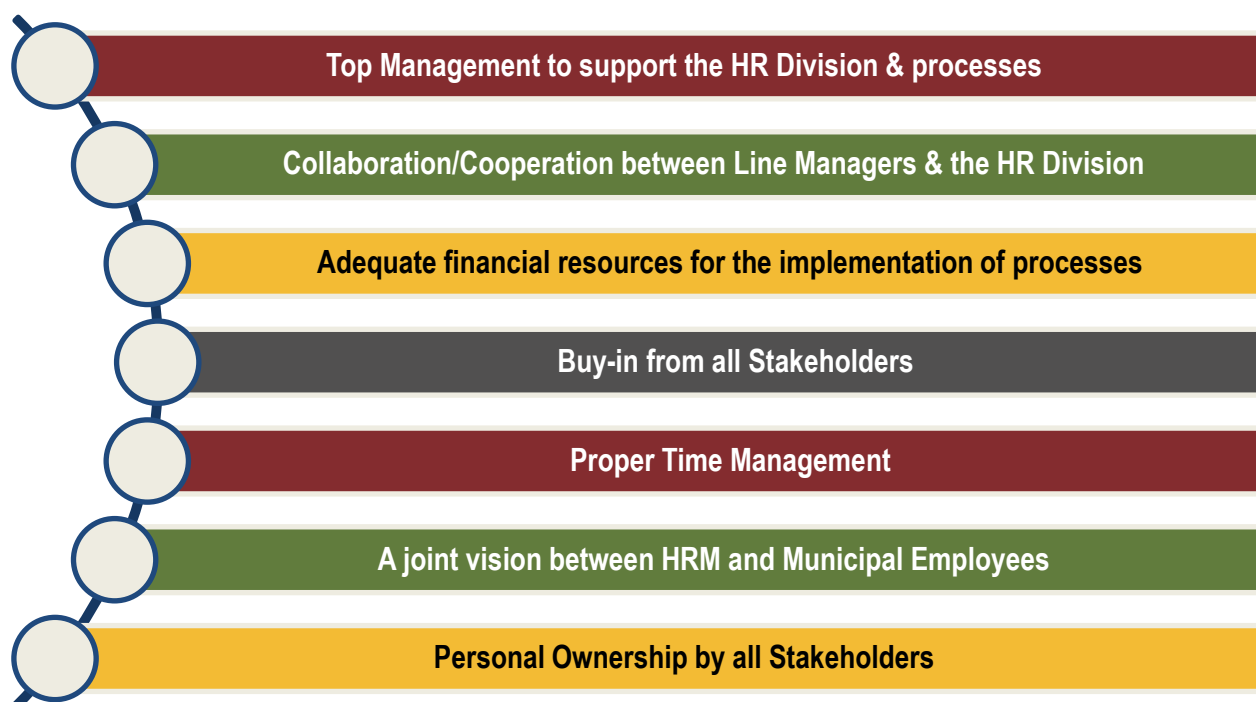 Top Management to support the HR Division & processes
Collaboration/Cooperation between Line Managers & the HR Division
Adequate financial resources for the implementation of processes
Buy-in from all Stakeholders
Proper Time Management
A joint vision between HRM and Municipal Employees
Personal Ownership by all Stakeholders